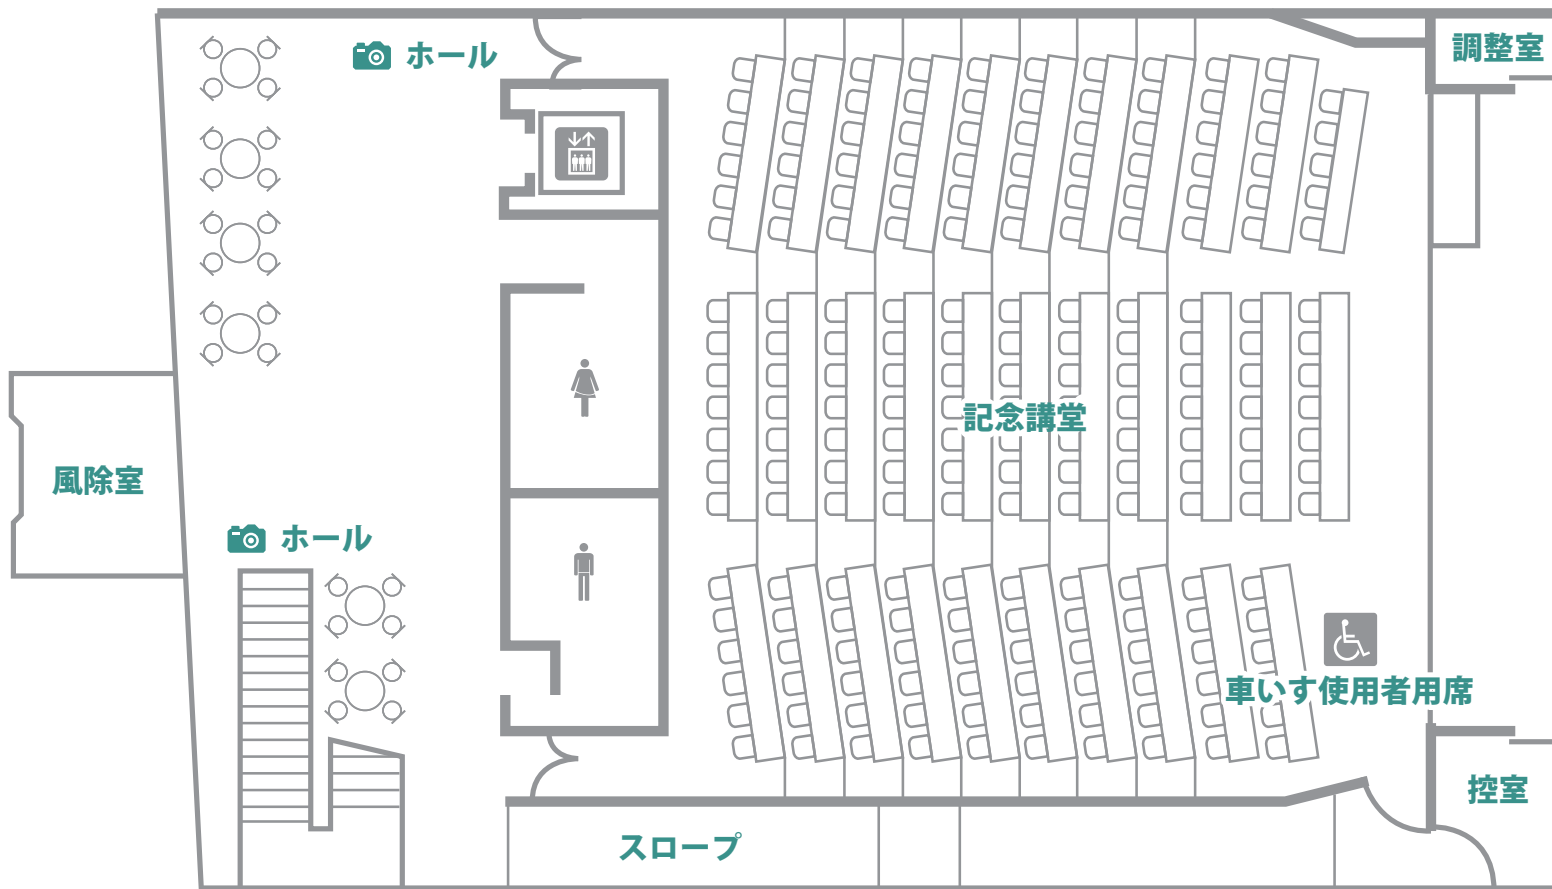 ホール
調整室
記念講堂
風除室
ホール
車いす使用者用席
控室
スロープ